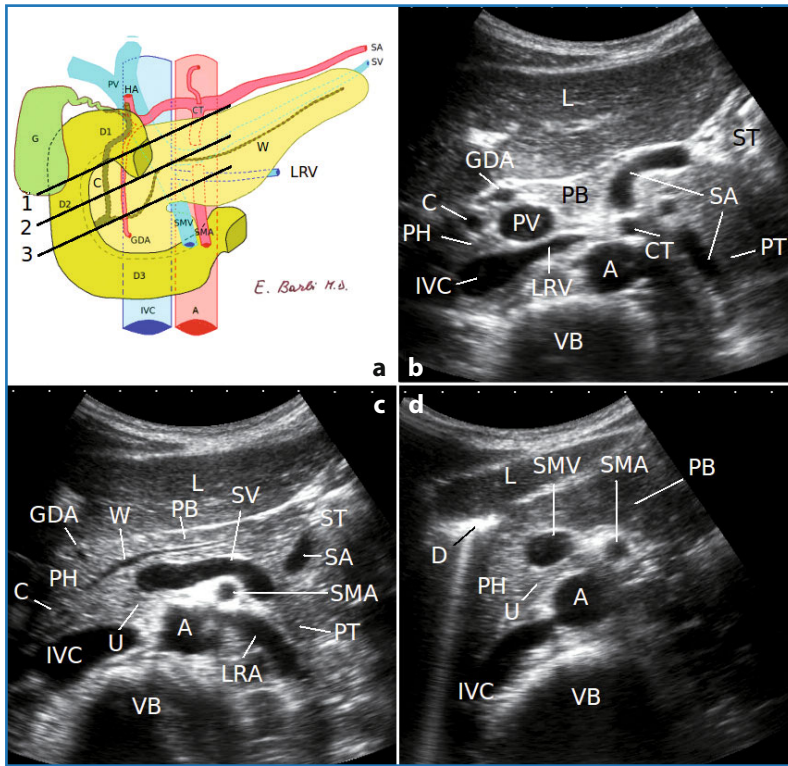 SA
SV
PV
HA
CT
G
D1
W
LRV
C
1
D2
2
SMV
SMA
3
GDA
D3
E. Barbi M.D.
IVC
A
a
L
ST
GDA
PB
SA
C
PV
PH
CT
PT
IVC
LRV
A
VB
b
c
L
SV
PB
W
GDA
ST
SA
PH
SMA
C
A
PT
U
IVC
LRA
VB
d
SMV
SMA
PB
L
D
PH
A
U
IVC
VB